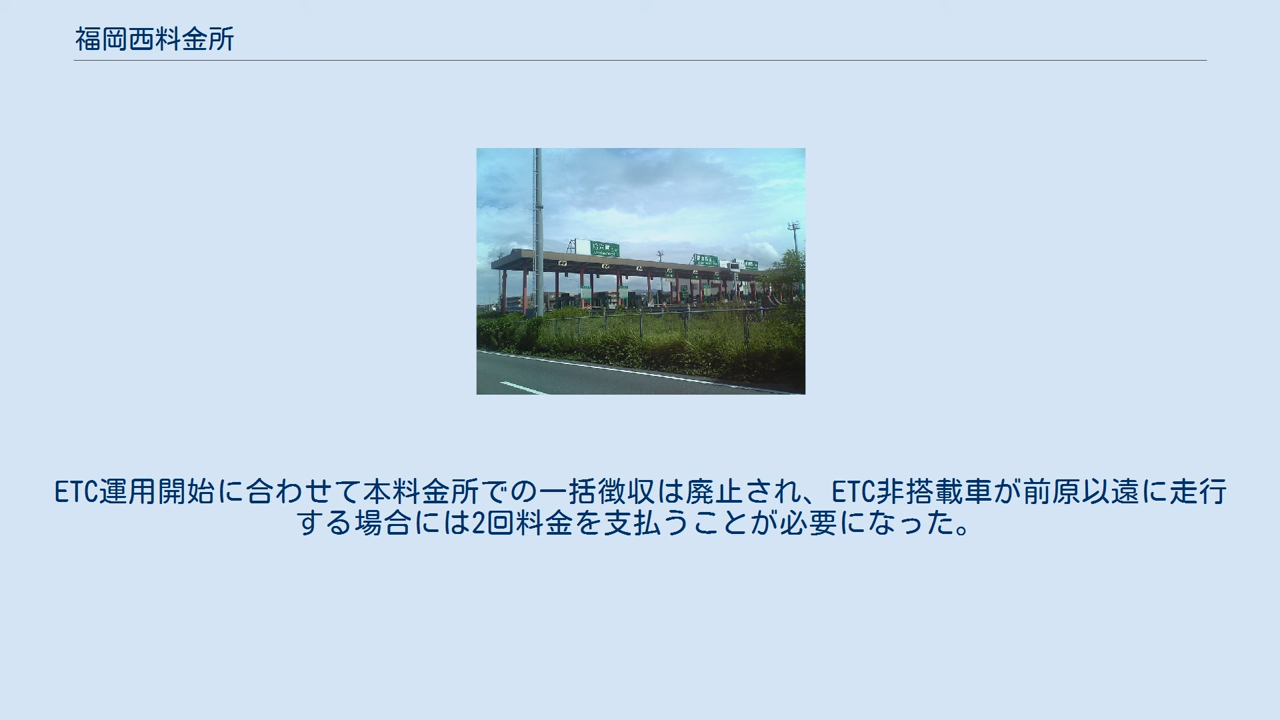 福岡西料金所
ETC運用開始に合わせて本料金所での一括徴収は廃止され、ETC非搭載車が前原以遠に走行
する場合には2回料金を支払うことが必要になった。